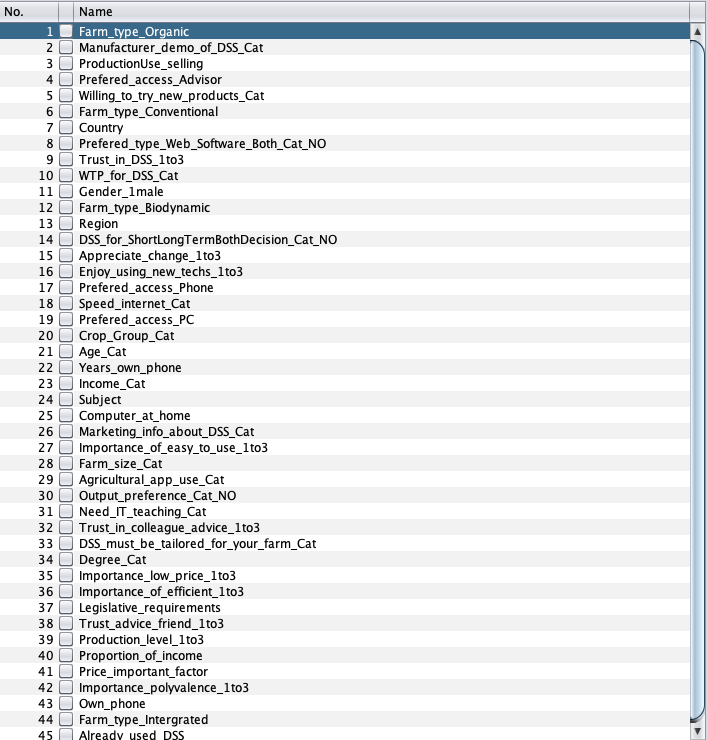 No. Name
1 Farm_type_Organic
2 Manufacturer_demo_of_DSS_Cat
3 ProductionUse_selling
4 Prefered_access_Advisor
5 Willing_to_try_new_products_Cat
6 Farm_type_Conventional
7 Country
8 Prefered_type_Web_Software_Both_Cat_NO
9 Trust_in_DSS_1to3
10 WTP_for_DSS_Cat
11 Gender_1male
12 Farm_type_Biodynamic
13 Region
14 DSS_for_ShortLongTermBothDecision_Cat_NO
15 Appreciate_change_1to3
16 Enjoy_using_new_techs_1to3
17 Prefered_access_Phone
18 Speed_internet_Cat
19 Prefered_access_PC
20 Crop_Group_Cat
21 Age_Cat
22 Years_own_phone
23 Income_Cat
24 Subject
25 Computer_at_home
26 Marketing_info_about_DSS_Cat
27 Importance_of_easy_to_use_1to3
28 Farm_size_Cat
29 Agricultural_app_use_Cat
30 Output_preference_Cat_NO
31 Need_IT_teaching_Cat
32 Trust_in_colleague_advice_1to3
33 DSS_must_be_tailored_for_your_farm_Cat
34 Degree_Cat
35 Importance_low_price_1to3
36 Importance_of_efficient_1to3
37 Legislative_requirements
38 Trust_advice_friend_1to3
39 Production_level_1to3
40 Proportion_of_income
41 Price_important_factor
42 Importance_polyvalence_1to3
43 Own_phone
44 Farm_type_Intergrated
45 Already_used_DSS